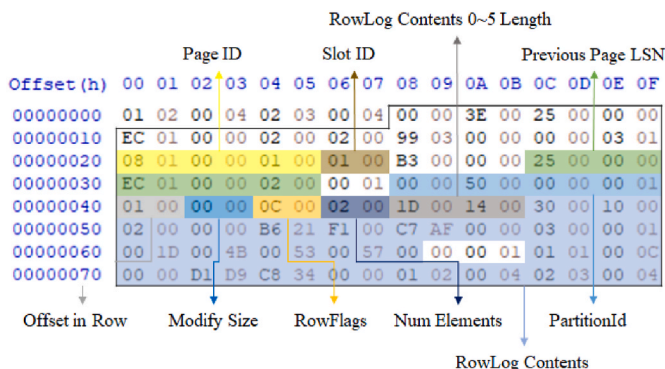 RowLog Contents 0~5 Length
Page ID Slot ID Previous Page LSN
Offset(h) 00 01 02 03 04 05 06 07 08 09 0A 0B 0C 0D 0E 0F
00000000 01 02 00 04 02 03 00 04 00 00 3E 00 25 00 00 00
00000010 EC 01 00 00 02 00 02 00 99 03 00 00 00 00 03 01
00000020 08 01 00 00 01 00 01 00 B3 00 00 00 25 00 00 00
00000030 EC 01 00 00 02 00 00 01 00 00 50 00 00 00 00 01
00000040 01 00 00 00 0C 00 02 00 1D 00 14 00 30 00 10 00
00000050 02 00 00 00 B6 21 F1 00 C7 AF 00 00 03 00 00 01
00000060 00 1D 00 4B 00 53 00 57 00 00 00 01 01 01 00 0C
00000070 00 00 D1 D9 C8 34 00 00 01 02 00 04 02 03 00 04
Offset in Row Modify Size RowFlags Num Elements PartitionId
RowLog Contents